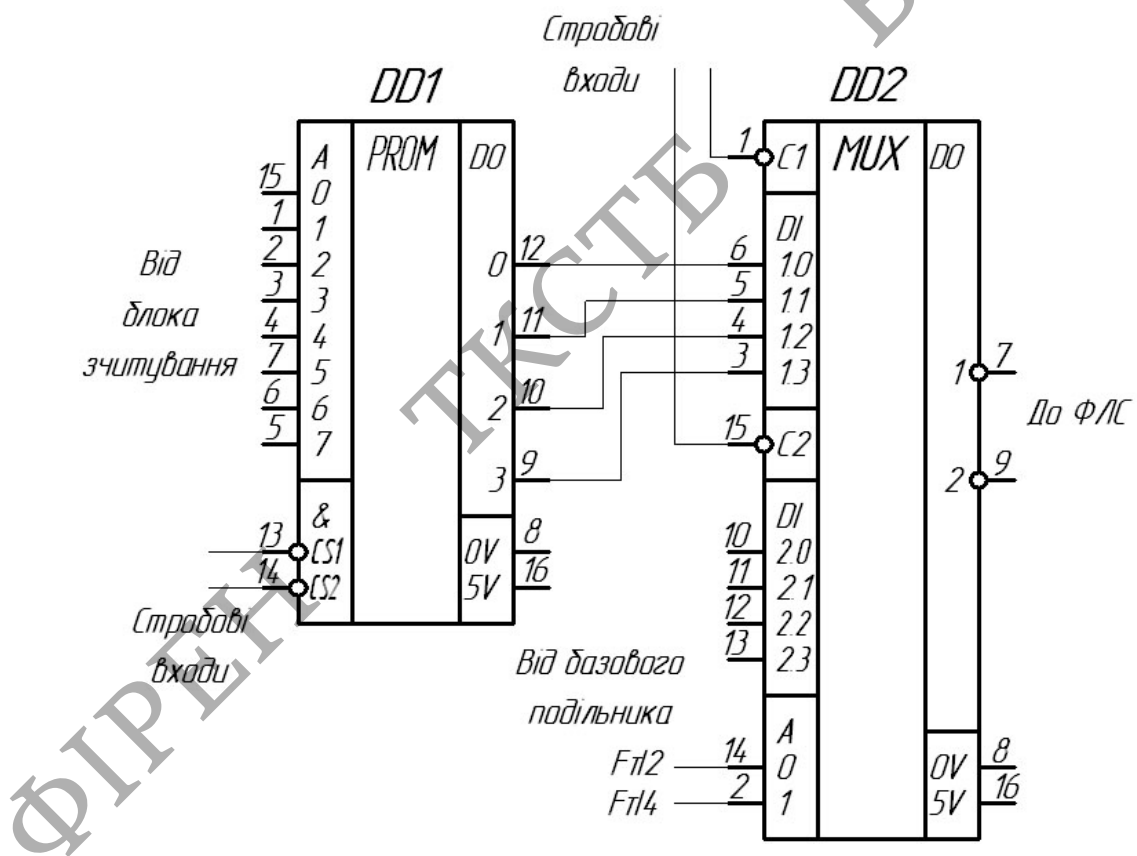 Стробові
входи
DD1
DD2
PROM
A
0
1
2
3
4
5
6
7
&
CS1
CS2
DO
0
1
2
3
0V
5V
15
1
2
3
4
7
6
5
13
14
12
11
10
9
8
16
Від
блока
зчитування
Стробові
входи
MUX
C1
DI
1.0
1.1
1.2
1.3
C2
DI
2.0
2.1
2.2
2.3
A
0
1
DO
1
2
0V
5V
1
6
5
4
3
15
10
11
12
13
14
2
7
9
8
16
До ФЛС
Від базового
подільника
Fт/2
Fт/4
ФІРЕН ТКСТБ